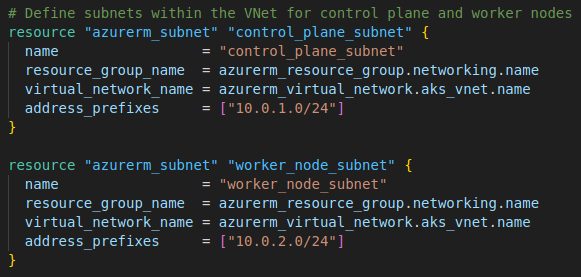 # Define subnets within the VNet for control plane and worker nodes
resource "azurerm_subnet" "control_plane_subnet" {
  name                 = "control_plane_subnet"
  resource_group_name  = azurerm_resource_group.networking.name
  virtual_network_name = azurerm_virtual_network.aks_vnet.name
  address_prefixes     = ["10.0.1.0/24"]
}

resource "azurerm_subnet" "worker_node_subnet" {
  name                 = "worker_node_subnet"
  resource_group_name  = azurerm_resource_group.networking.name
  virtual_network_name = azurerm_virtual_network.aks_vnet.name
  address_prefixes     = ["10.0.2.0/24"]
}